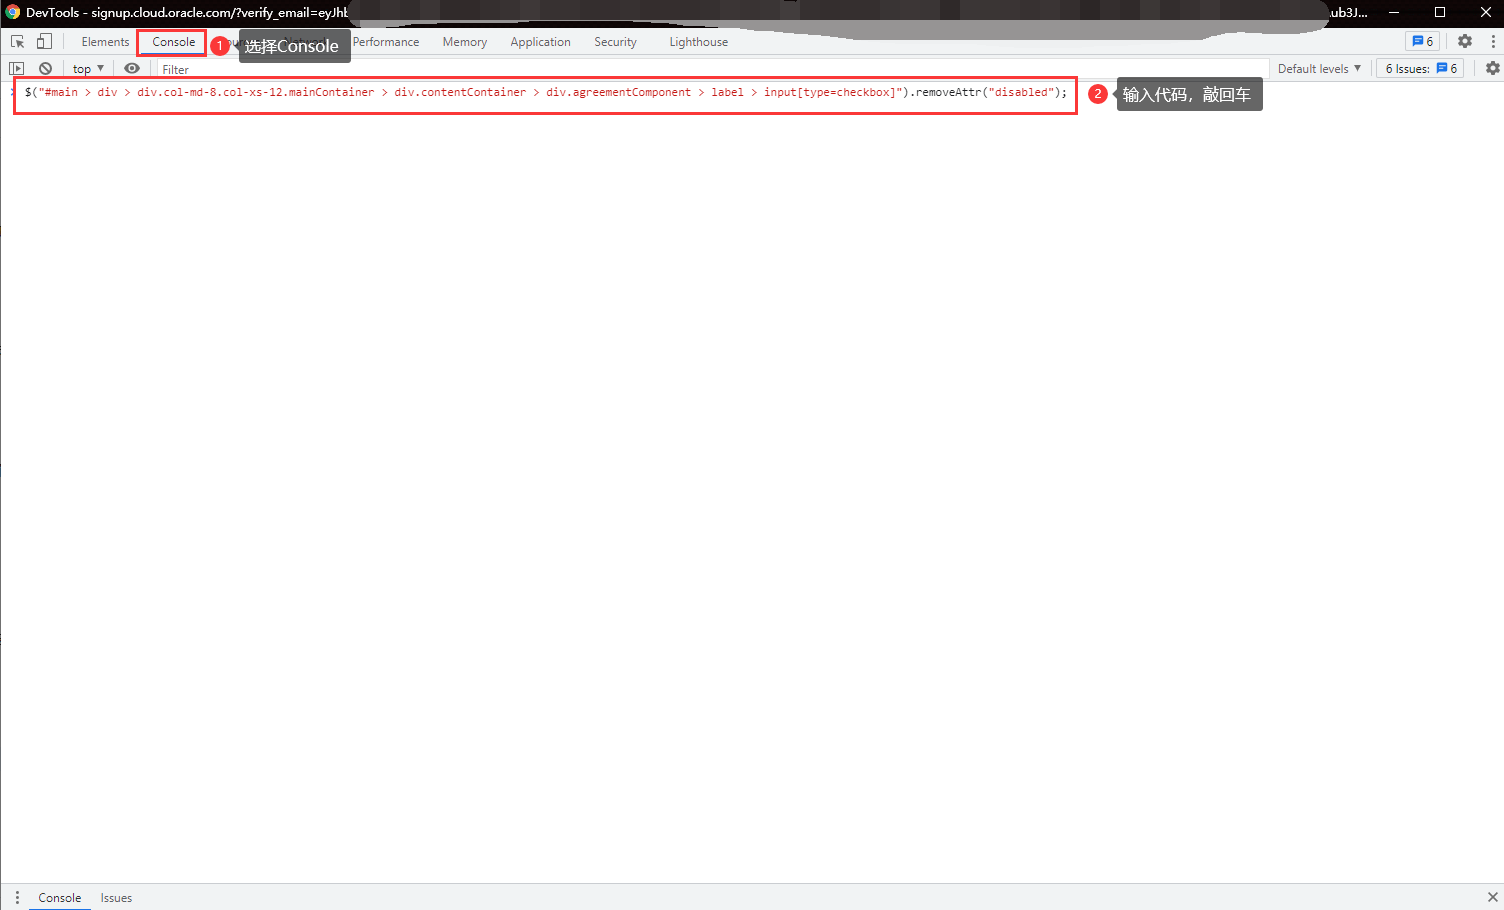 DevTools - signup.cloud.oracle.com/?verify_email=eyJhb
ub3J...
Elements Console 1 选择Console Performance Memory Application Security Lighthouse 6
top Filter Default levels 6 Issues: 6
$("#main > div > div.col-md-8.col-xs-12.mainContainer > div.contentContainer > div.agreementComponent > label > input[type=checkbox]").removeAttr("disabled");
2 输入代码，敲回车
Console Issues